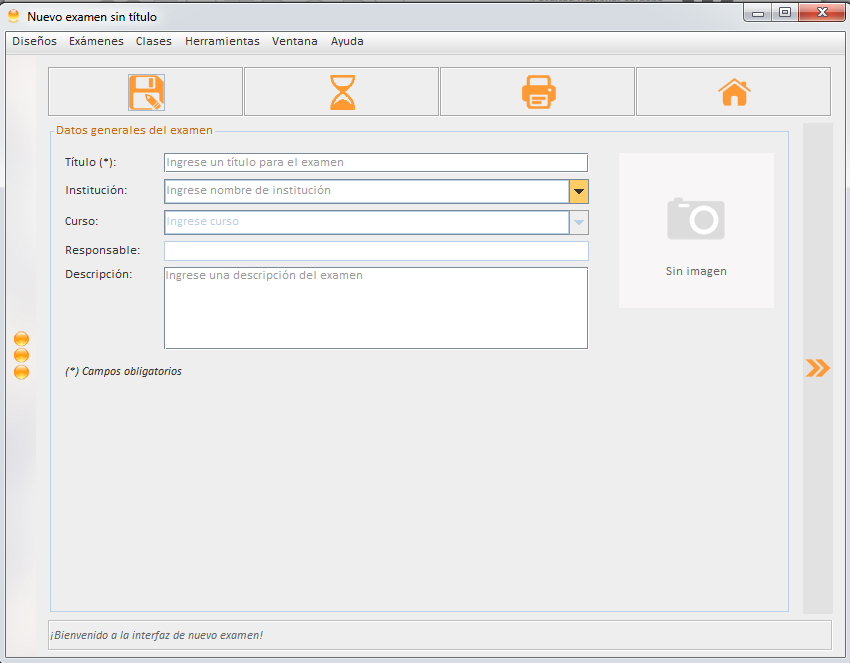 Nuevo examen sin título
Diseños Exámenes Clases Herramientas Ventana Ayuda
Datos generales del examen
Título (*): Ingrese un título para el examen
Institución: Ingrese nombre de institución
Curso: Ingrese curso
Responsable:
Descripción: Ingrese una descripción del examen
Sin imagen
(*) Campos obligatorios
¡Bienvenido a la interfaz de nuevo examen!